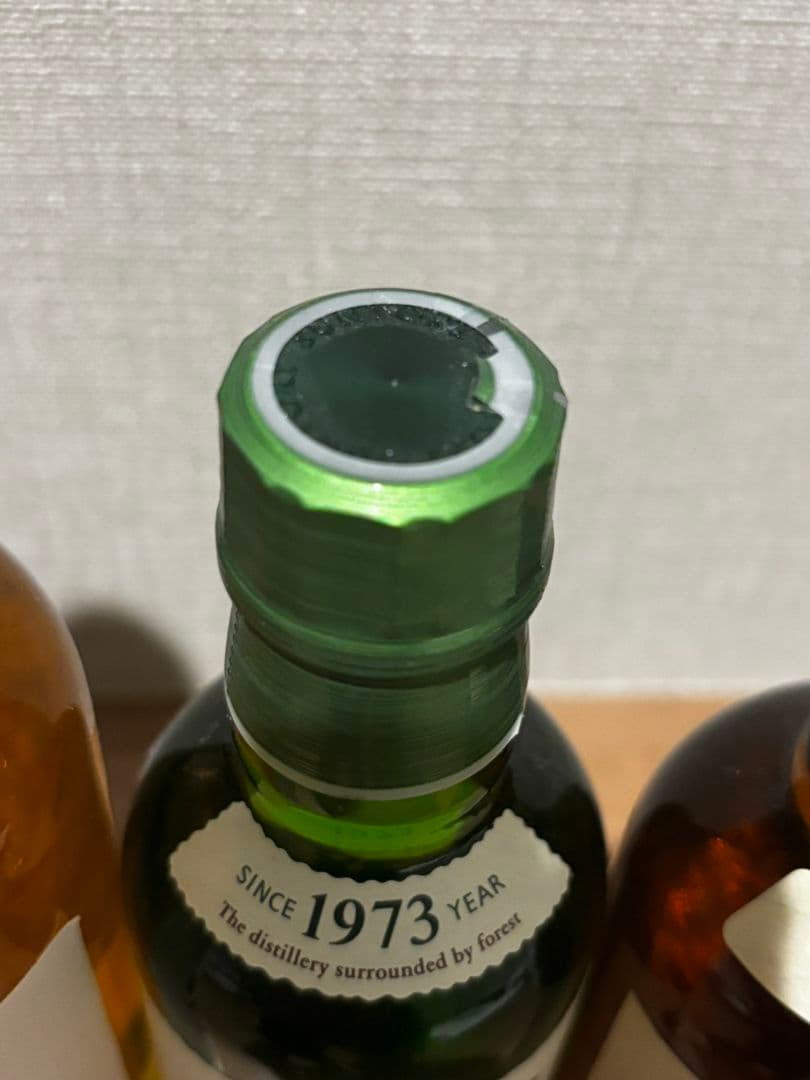 SINCE 1973 YEAR
The distillery surrounded by forest